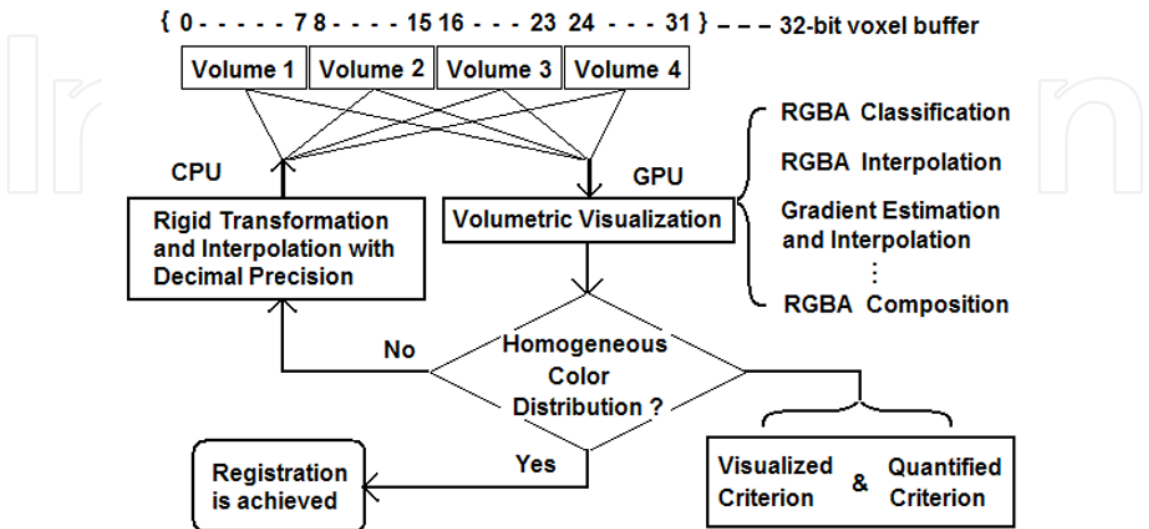 { 0 - - - - - 7 8 - - - - 15 16 - - - 23 24 - - - 31 } - - - 32-bit voxel buffer
Volume 1 Volume 2 Volume 3 Volume 4
CPU
GPU
Rigid Transformation
and Interpolation with
Decimal Precision
Volumetric Visualization
RGBA Classification
RGBA Interpolation
Gradient Estimation
and Interpolation
⋮
RGBA Composition
Homogeneous
Color
Distribution ?
No
Yes
Registration
is achieved
Visualized
Criterion
&
Quantified
Criterion
In
n